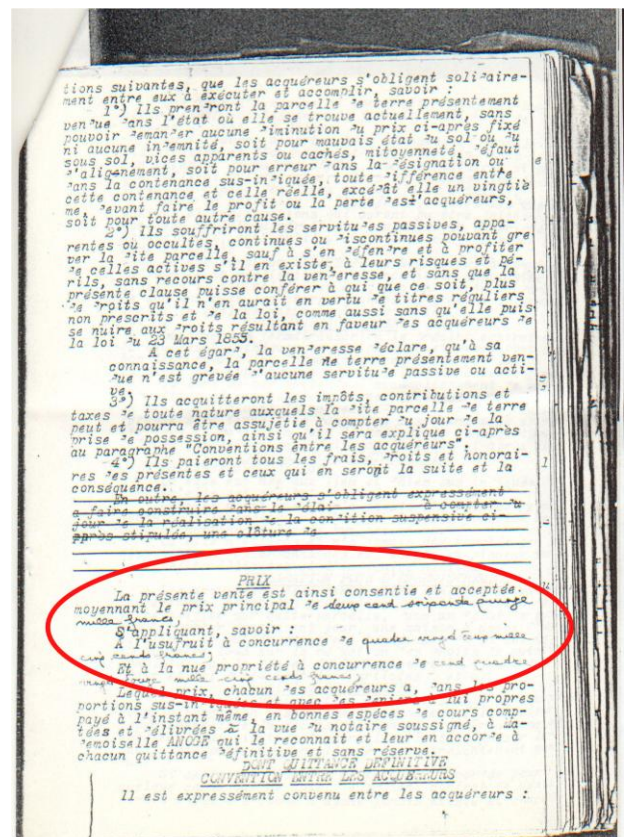 tions suivantes, que les acquéreurs s'obligent solidaire-
ment entre eux à exécuter et accomplir, savoir :
1°) Ils prendront la parcelle de terre présentement
vendue dans l'état où elle se trouve actuellement, sans
pouvoir demander aucune diminution du prix ci-après fixé
ni aucune indemnité, soit pour mauvais état du sol ou du
sous sol, vices apparents ou cachés, mitoyenneté, défaut
d'alignement, soit pour erreur dans la désignation ou
dans la contenance sus-indiquée, toute différence entre
cette contenance et celle réelle, excédât elle un vingtiè
me, devant faire le profit ou la perte des acquéreurs,
soit pour toute autre cause.
2°) Ils souffriront les servitudes passives, appa-
rentes ou occultes, continues ou discontinues pouvant gre
ver la dite parcelle, sauf à s'en défendre et à profiter
de celles actives s'il en existe, à leurs risques et pé-
rils, sans recours contre la venderesse, et sans que la
présente clause puisse conférer à qui que ce soit, plus
de droits qu'il n'en aurait en vertu de titres réguliers
non prescrits et de la loi, comme aussi sans qu'elle puis
se nuire aux droits résultant en faveur des acquéreurs de
la loi du 23 Mars 1855.
A cet égard, la venderesse déclare, qu'à sa
connaissance, la parcelle de terre présentement ven-
due n'est grevée d'aucune servitude passive ou acti-
ve.
3°) Ils acquitteront les impôts, contributions et
taxes de toute nature auxquels la dite parcelle de terre
peut et pourra être assujétie à compter du jour de la
prise de possession, ainsi qu'il sera expliqué ci-après
au paragraphe "Conventions entre les acquéreurs".
4°) Ils paieront tous les frais, droits et honorai-
res des présentes et ceux qui en seront la suite et la
conséquence.
En outre, les acquéreurs s'obligent expressément
à faire construire dans le délai à compter du
jour de la réalisation de la condition suspensive ci-
après stipulée, une clôture de
PRIX
La présente vente est ainsi consentie et acceptée.
moyennant le prix principal de deux cent soixante quinze
mille francs,
S'appliquant, savoir :
A l'usufruit à concurrence de quatre vingt deux mille
cinq cents francs;
Et à la nue propriété à concurrence de cent quatre
vingt douze mille cinq cents francs,
Lequel prix, chacun des acquéreurs a, dans les pro-
portions sus-indiquées et avec des deniers à lui propres
payé à l'instant même, en bonnes espèces de cours comp-
tées et délivrées à la vue du notaire soussigné, à Ma-
demoiselle ANOGE qui le reconnait et leur en accorde à
chacun quittance définitive et sans réserve.
DONT QUITTANCE DEFINITIVE
CONVENTION ENTRE LES ACQUEREURS
Il est expressément convenu entre les acquéreurs :